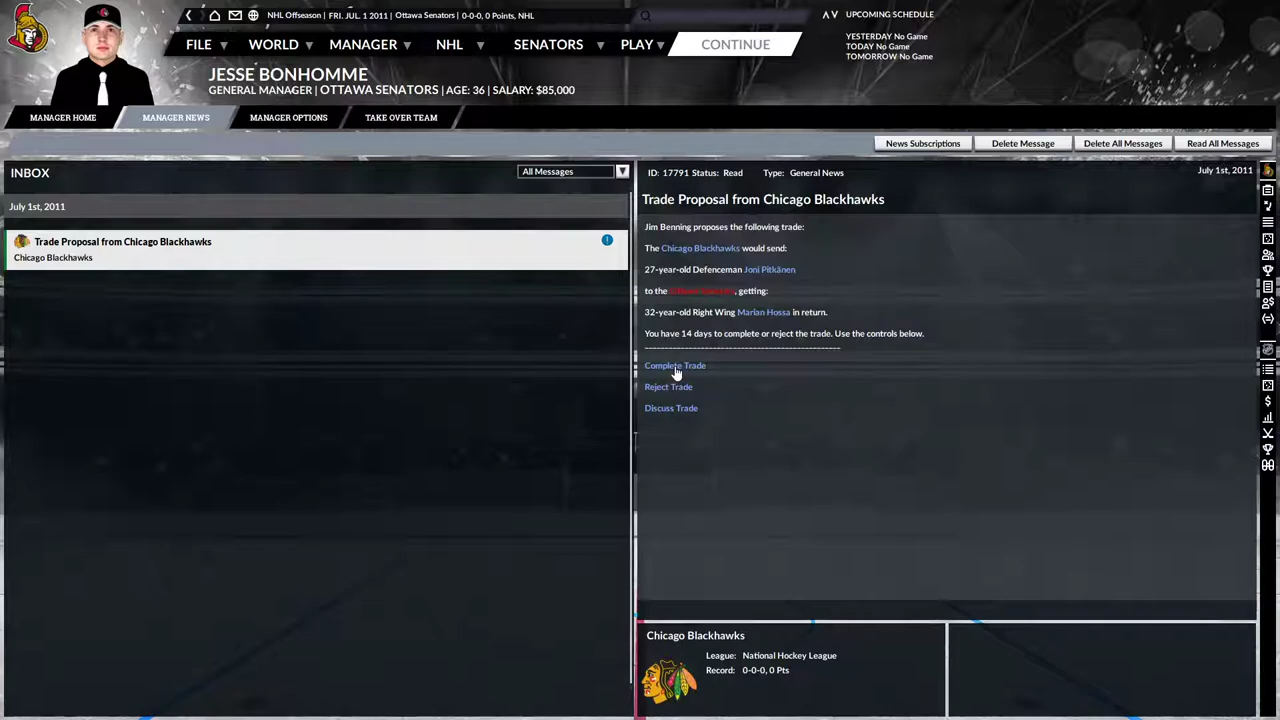 NHL Offseason | FRI. JUL. 1 2011 | Ottawa Senators | 0-0-0, 0 Points, NHL
UPCOMING SCHEDULE
YESTERDAY No Game
TODAY No Game
TOMORROW No Game
FILE WORLD MANAGER NHL SENATORS PLAY CONTINUE
JESSE BONHOMME
GENERAL MANAGER | OTTAWA SENATORS | AGE: 36 | SALARY: $85,000
MANAGER HOME MANAGER NEWS MANAGER OPTIONS TAKE OVER TEAM
News Subscriptions Delete Message Delete All Messages Read All Messages
INBOX All Messages
July 1st, 2011
Trade Proposal from Chicago Blackhawks
Chicago Blackhawks
ID: 17791 Status: Read Type: General News July 1st, 2011
Trade Proposal from Chicago Blackhawks
Jim Benning proposes the following trade:
The Chicago Blackhawks would send:
27-year-old Defenceman Joni Pitkänen
to the , getting:
32-year-old Right Wing Marian Hossa in return.
You have 14 days to complete or reject the trade. Use the controls below.
Complete Trade
Reject Trade
Discuss Trade
Chicago Blackhawks
League: National Hockey League
Record: 0-0-0, 0 Pts